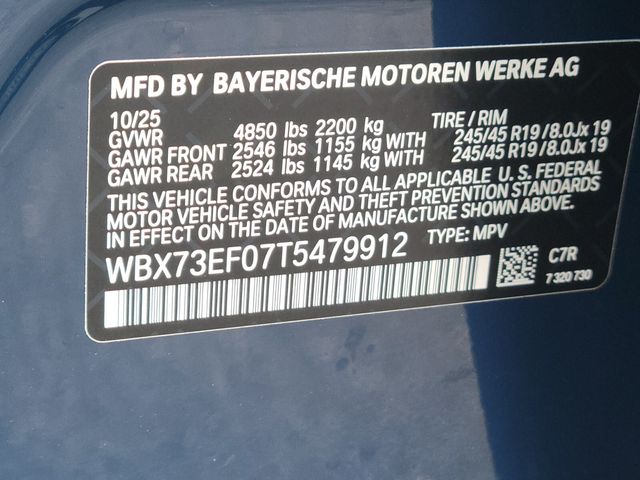 MFD BY BAYERISCHE MOTOREN WERKE AG
10/25 TIRE / RIM
GVWR 4850 lbs 2200 kg
GAWR FRONT 2546 lbs 1155 kg WITH 245/45 R19/8.0Jx 19
GAWR REAR 2524 lbs 1145 kg WITH 245/45 R19/8.0Jx 19
THIS VEHICLE CONFORMS TO ALL APPLICABLE U. S. FEDERAL
MOTOR VEHICLE SAFETY AND THEFT PREVENTION STANDARDS
IN EFFECT ON THE DATE OF MANUFACTURE SHOWN ABOVE.
WBX73EF07T5479912 TYPE: MPV
C7R
7 320 730